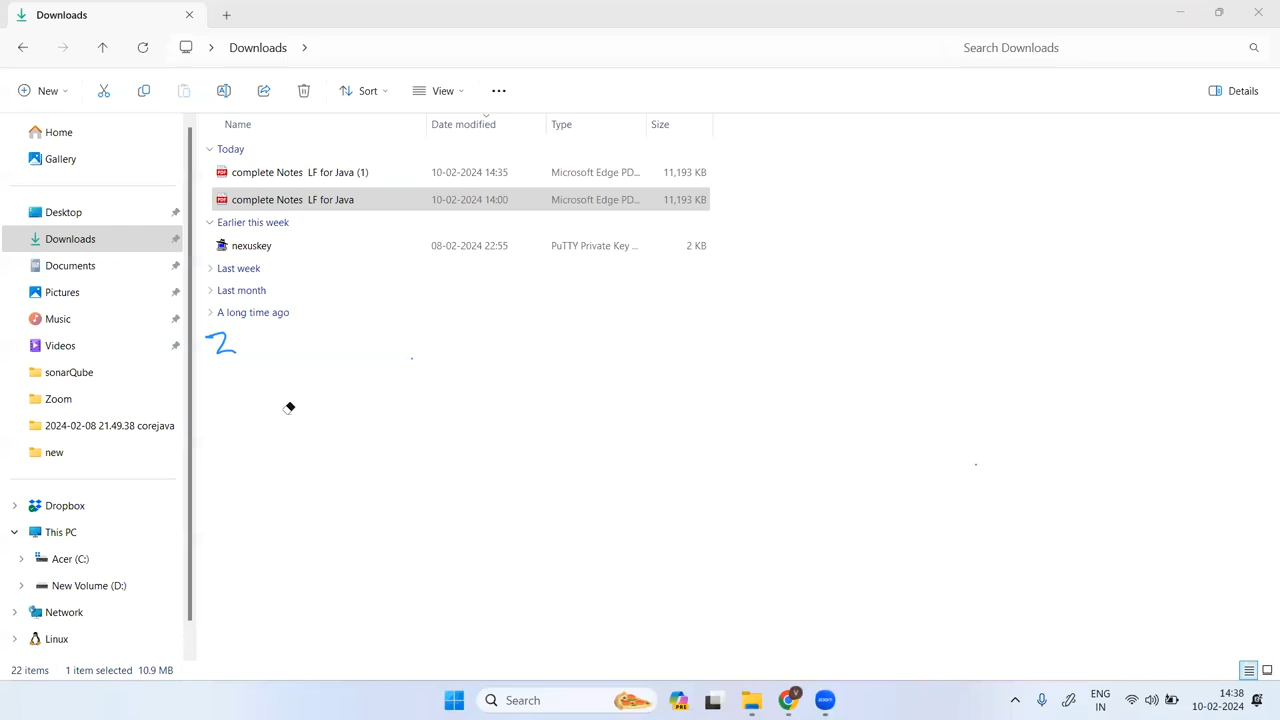 Downloads
Downloads
Search Downloads
New
Sort
View
Details
Home
Gallery
Desktop
Downloads
Documents
Pictures
Music
Videos
sonarQube
Zoom
2024-02-08 21.49.38 corejava
new
Dropbox
This PC
Acer (C:)
New Volume (D:)
Network
Linux
Name Date modified Type Size
Today
complete Notes LF for Java (1) 10-02-2024 14:35 Microsoft Edge PD... 11,193 KB
complete Notes LF for Java 10-02-2024 14:00 Microsoft Edge PD... 11,193 KB
Earlier this week
nexuskey 08-02-2024 22:55 PuTTY Private Key ... 2 KB
Last week
Last month
A long time ago
2
22 items 1 item selected 10.9 MB
Search
PRE
V
zoom
ENG
IN
14:38
10-02-2024